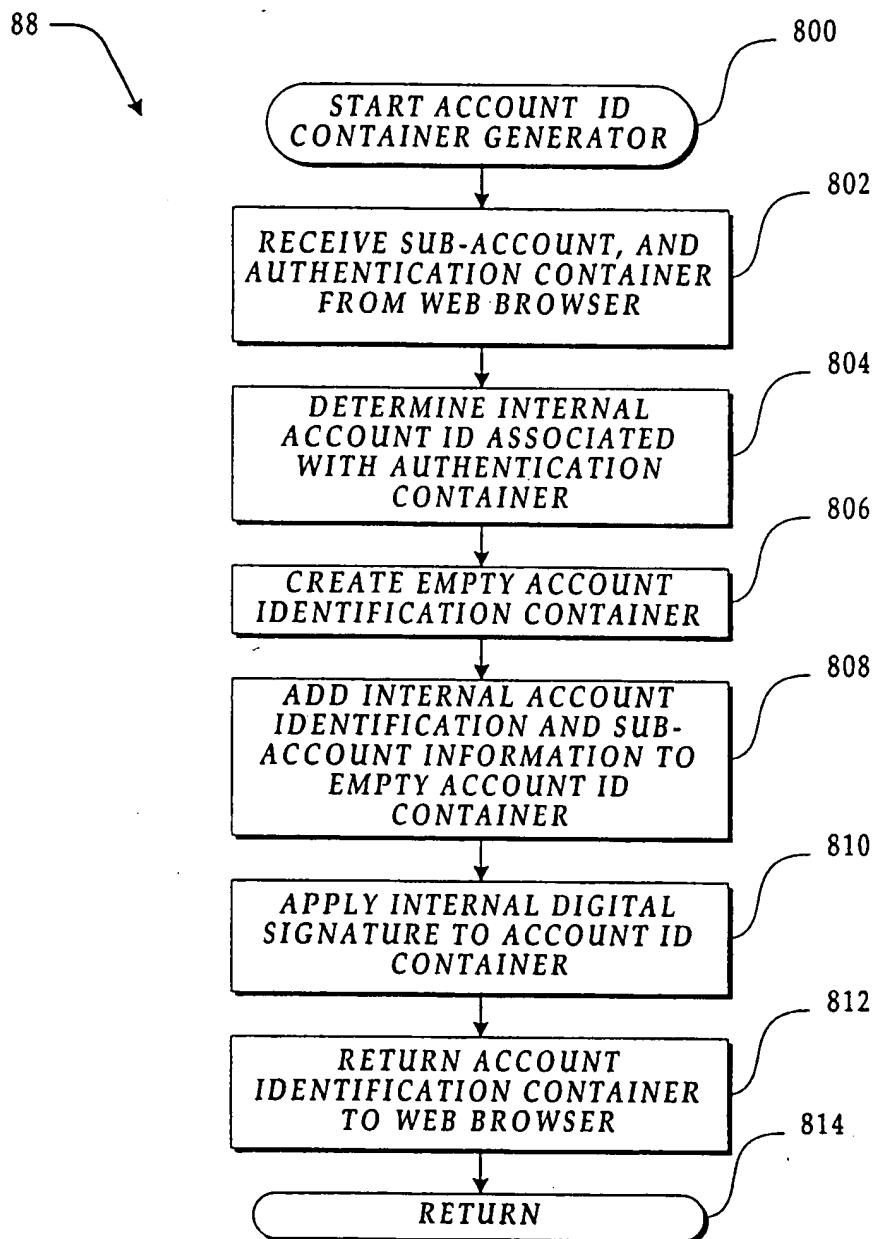 88
800
START ACCOUNT ID
CONTAINER GENERATOR
802
RECEIVE SUB-ACCOUNT, AND
AUTHENTICATION CONTAINER
FROM WEB BROWSER
804
DETERMINE INTERNAL
ACCOUNT ID ASSOCIATED
WITH AUTHENTICATION
CONTAINER
806
CREATE EMPTY ACCOUNT
IDENTIFICATION CONTAINER
808
ADD INTERNAL ACCOUNT
IDENTIFICATION AND SUB-
ACCOUNT INFORMATION TO
EMPTY ACCOUNT ID
CONTAINER
810
APPLY INTERNAL DIGITAL
SIGNATURE TO ACCOUNT ID
CONTAINER
812
RETURN ACCOUNT
IDENTIFICATION CONTAINER
TO WEB BROWSER
814
RETURN